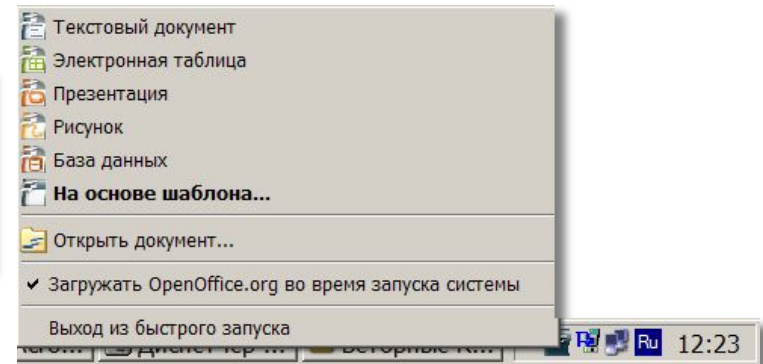 Текстовый документ
Электронная таблица
Презентация
Рисунок
База данных
На основе шаблона...
Открыть документ...
Загружать OpenOffice.org во время запуска системы
Выход из быстрого запуска
Ru 12:23